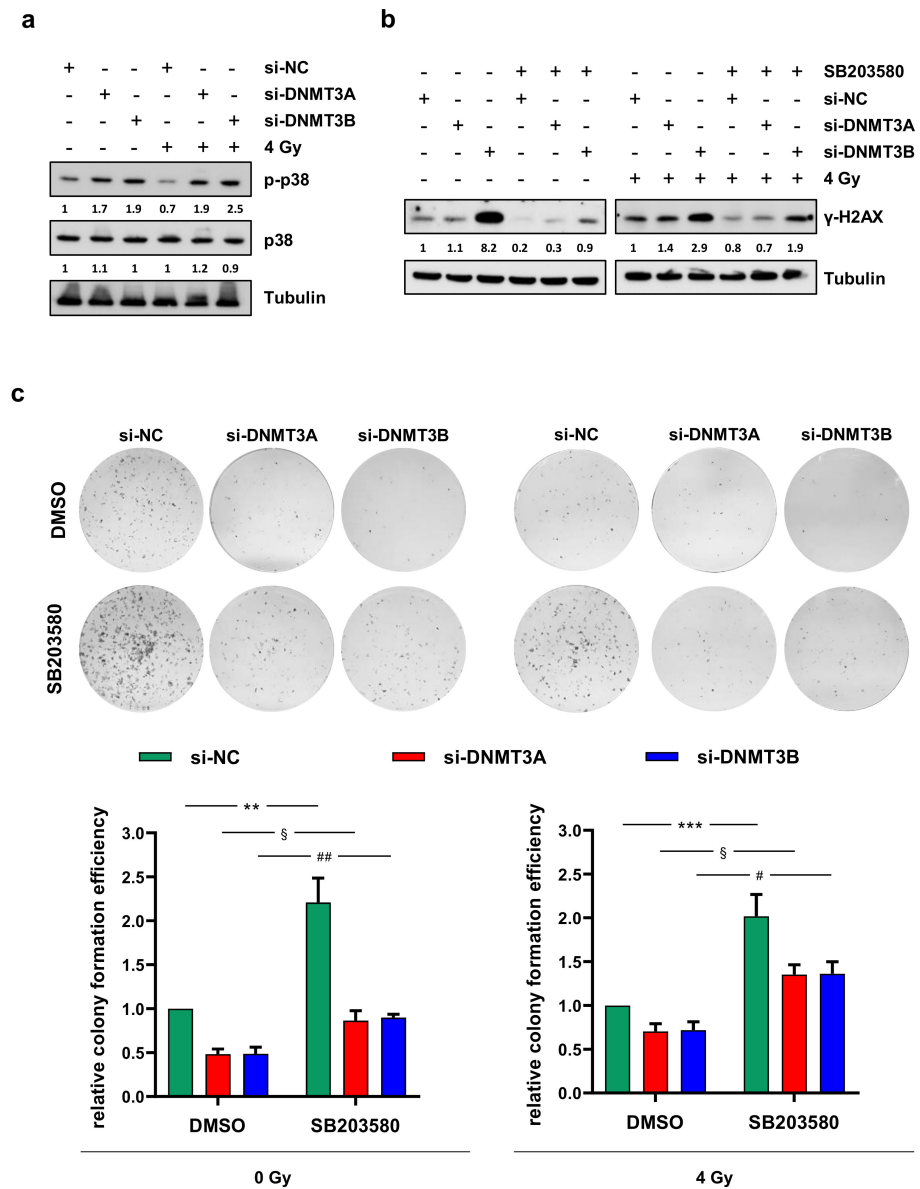 a
+ - - + - - si-NC
- + - - + - si-DNMT3A
- - + - - + si-DNMT3B
- - - + + + 4 Gy
p-p38
1 1.7 1.9 0.7 1.9 2.5
p38
1 1.1 1 1 1.2 0.9
Tubulin
b
- - - + + + - - - + + + SB203580
+ - - + - - + - - + - - si-NC
- + - - + - - + - - + - si-DNMT3A
- - + - - + - - + - - + si-DNMT3B
- - - - - - + + + + + + 4 Gy
γ-H2AX
1 1.1 8.2 0.2 0.3 0.9 1 1.4 2.9 0.8 0.7 1.9
Tubulin
c
si-NC si-DNMT3A si-DNMT3B si-NC si-DNMT3A si-DNMT3B
DMSO
SB203580
si-NC si-DNMT3A si-DNMT3B
relative colony formation efficiency
3.0
2.5
2.0
1.5
1.0
0.5
0.0
**
§
##
DMSO SB203580
0 Gy
relative colony formation efficiency
3.0
2.5
2.0
1.5
1.0
0.5
0.0
***
§
#
DMSO SB203580
4 Gy